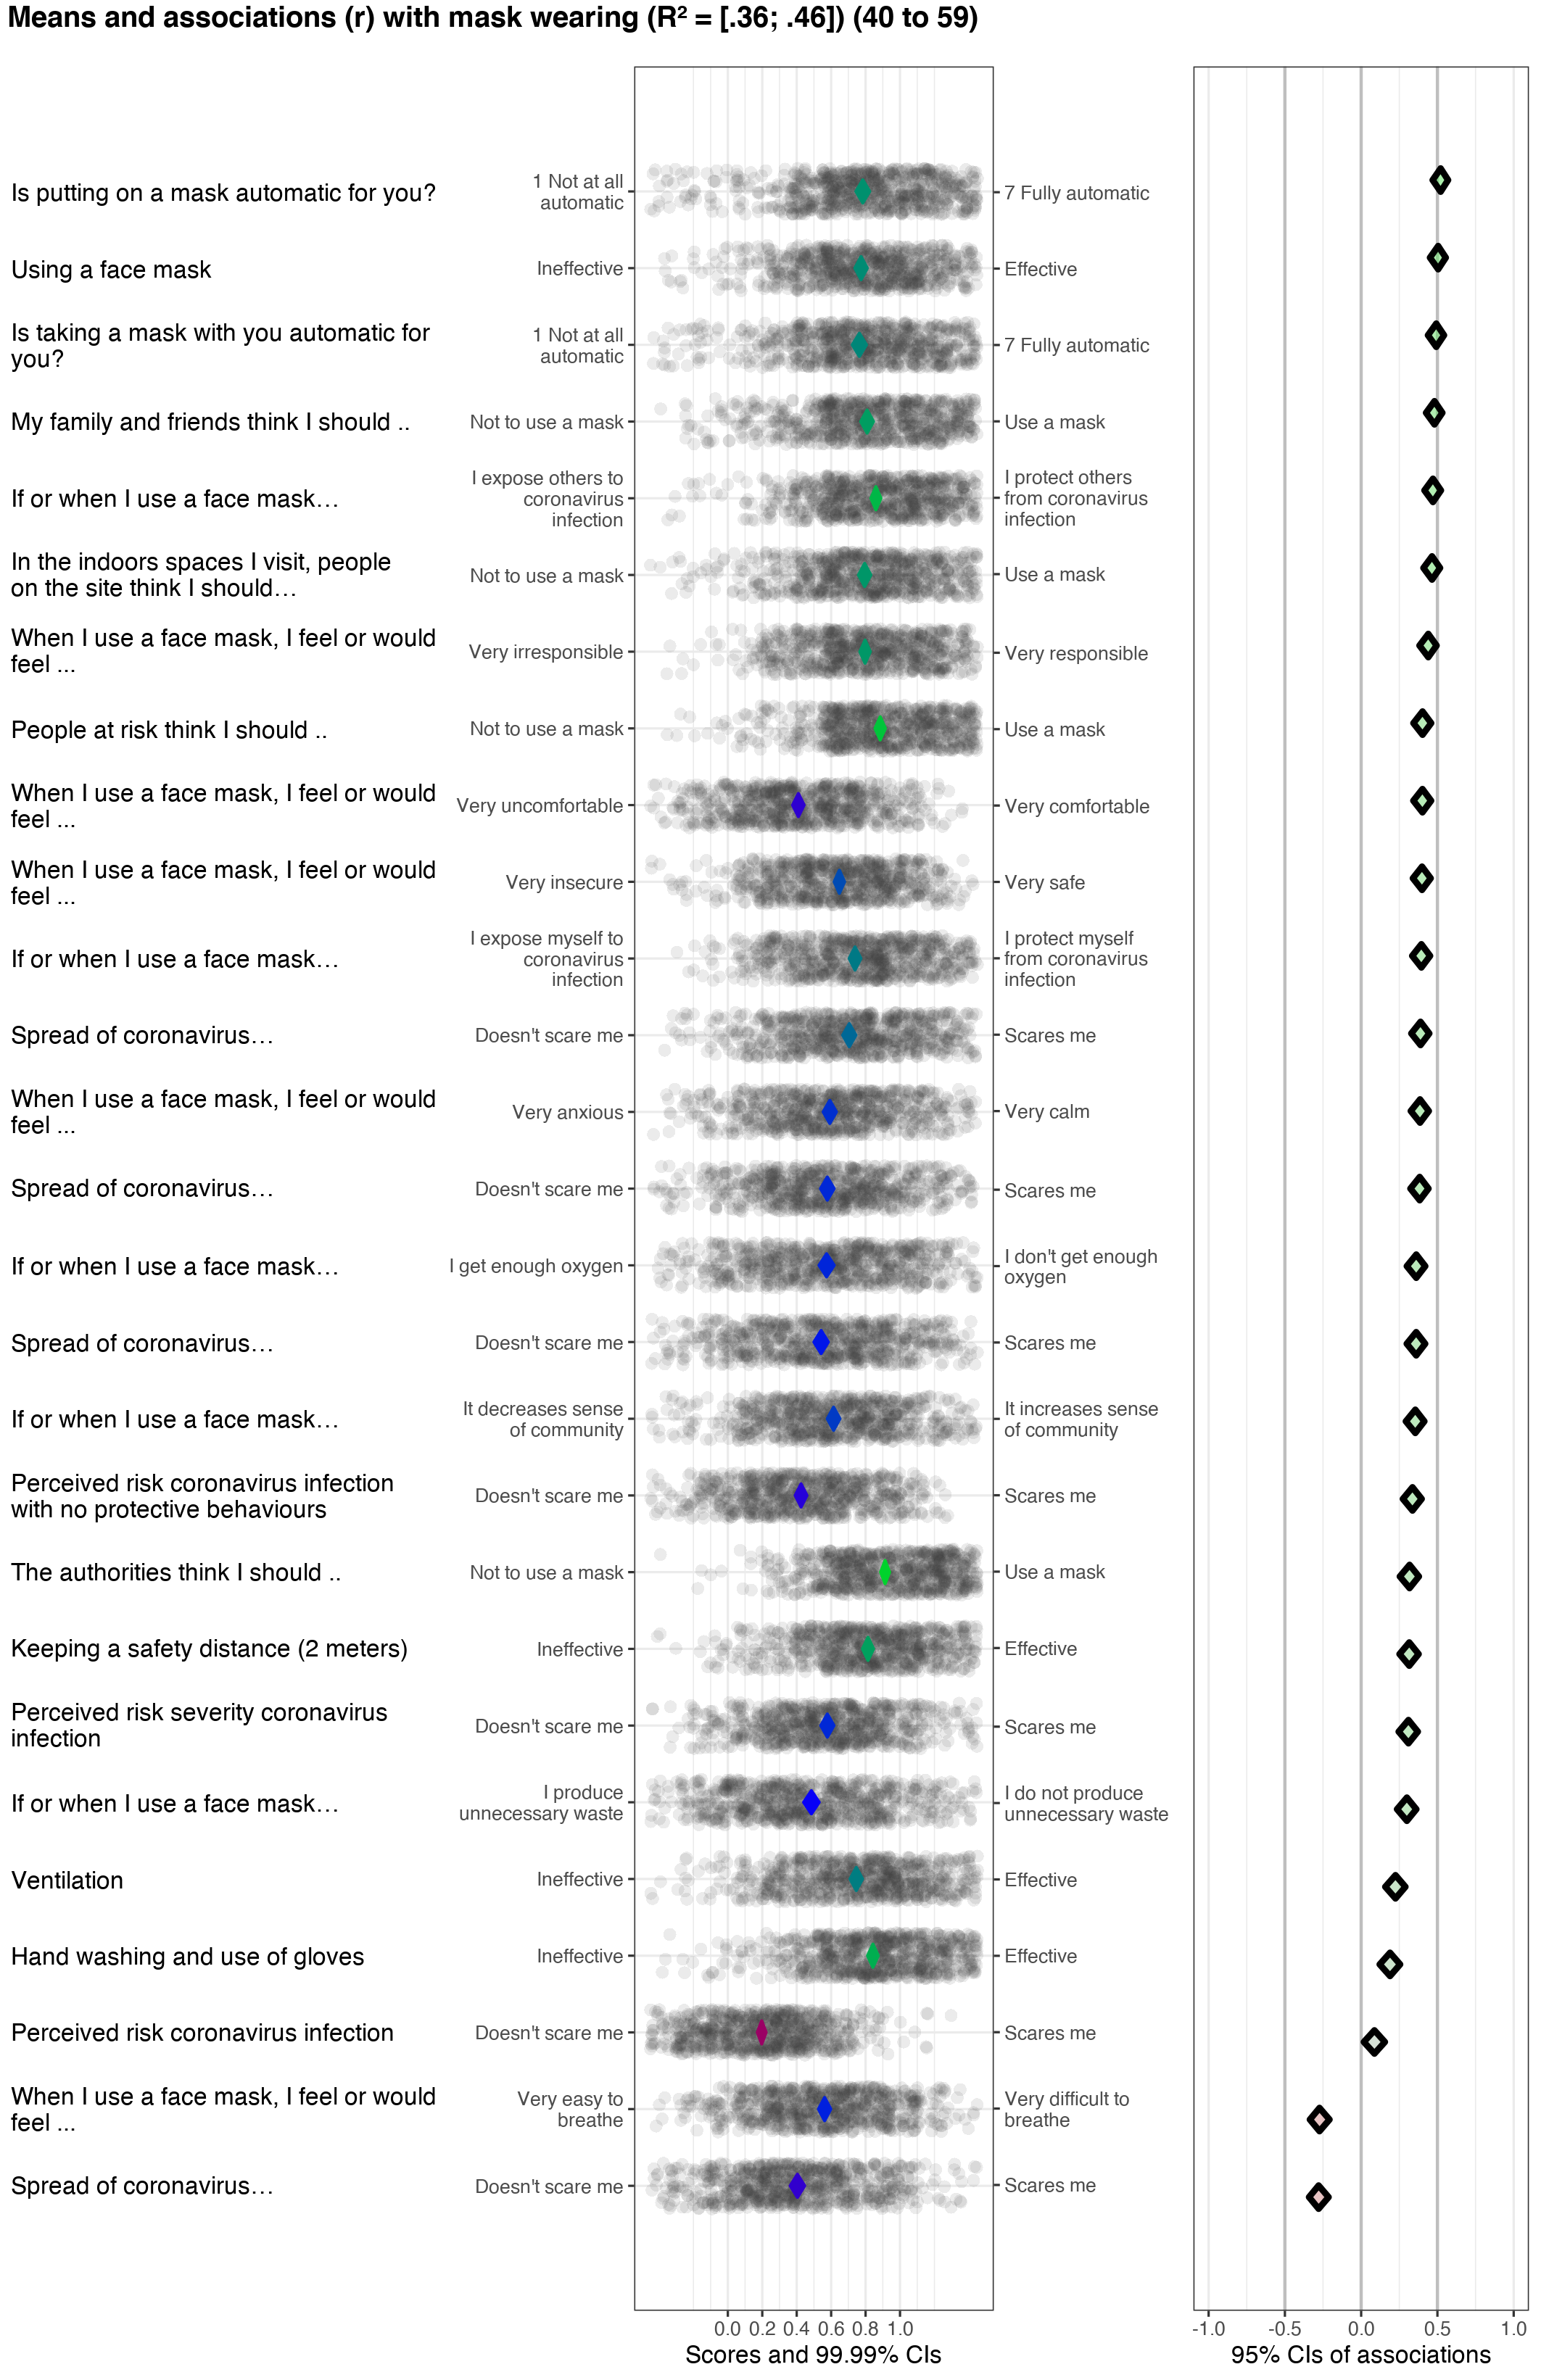 Means and associations (r) with mask wearing (R² = [.36; .46]) (40 to 59)
Is putting on a mask automatic for you?
1 Not at all
automatic
7 Fully automatic
Using a face mask
Ineffective
Effective
Is taking a mask with you automatic for
you?
1 Not at all
automatic
7 Fully automatic
My family and friends think I should ..
Not to use a mask
Use a mask
If or when I use a face mask…
I expose others to
coronavirus
infection
I protect others
from coronavirus
infection
In the indoors spaces I visit, people
on the site think I should…
Not to use a mask
Use a mask
When I use a face mask, I feel or would
feel ...
Very irresponsible
Very responsible
People at risk think I should ..
Not to use a mask
Use a mask
When I use a face mask, I feel or would
feel ...
Very uncomfortable
Very comfortable
When I use a face mask, I feel or would
feel ...
Very insecure
Very safe
If or when I use a face mask…
I expose myself to
coronavirus
infection
I protect myself
from coronavirus
infection
Spread of coronavirus…
Doesn't scare me
Scares me
When I use a face mask, I feel or would
feel ...
Very anxious
Very calm
Spread of coronavirus…
Doesn't scare me
Scares me
If or when I use a face mask…
I get enough oxygen
I don't get enough
oxygen
Spread of coronavirus…
Doesn't scare me
Scares me
If or when I use a face mask…
It decreases sense
of community
It increases sense
of community
Perceived risk coronavirus infection
with no protective behaviours
Doesn't scare me
Scares me
The authorities think I should ..
Not to use a mask
Use a mask
Keeping a safety distance (2 meters)
Ineffective
Effective
Perceived risk severity coronavirus
infection
Doesn't scare me
Scares me
If or when I use a face mask…
I produce
unnecessary waste
I do not produce
unnecessary waste
Ventilation
Ineffective
Effective
Hand washing and use of gloves
Ineffective
Effective
Perceived risk coronavirus infection
Doesn't scare me
Scares me
When I use a face mask, I feel or would
feel ...
Very easy to
breathe
Very difficult to
breathe
Spread of coronavirus…
Doesn't scare me
Scares me
0.0 0.2 0.4 0.6 0.8 1.0
Scores and 99.99% CIs
-1.0 -0.5 0.0 0.5 1.0
95% CIs of associations